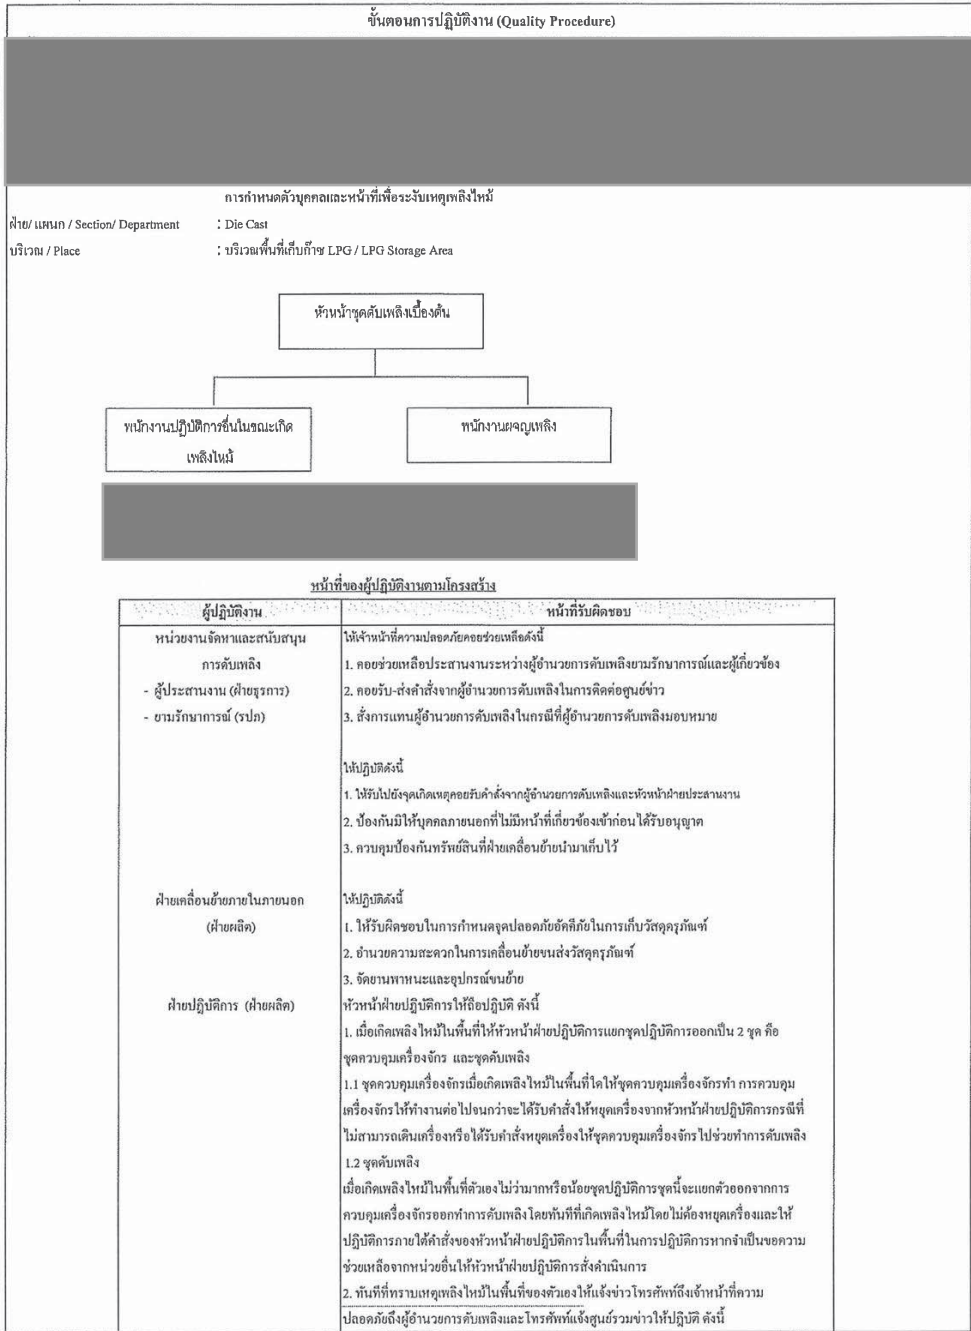 ขั้นตอนการปฏิบัติงาน (Quality Procedure)
การกำหนดตัวบุคคลและหน้าที่เพื่อระงับเหตุเพลิงไหม้
ฝ่าย/ แผนก / Section/ Department : Die Cast
บริเวณ / Place : บริเวณพื้นที่เก็บก๊าซ LPG / LPG Storage Area
หัวหน้าชุดดับเพลิงเบื้องต้น
พนักงานปฏิบัติการอื่นในขณะเกิด
เพลิงไหม้
พนักงานผจญเพลิง
หน้าที่ของผู้ปฏิบัติงานตามโครงสร้าง
ผู้ปฏิบัติงาน หน้าที่รับผิดชอบ
หน่วยงานจัดหาและสนับสนุน ให้เจ้าหน้าที่ความปลอดภัยคอยช่วยเหลือดังนี้
การดับเพลิง 1. คอยช่วยเหลือประสานงานระหว่างผู้อำนวยการดับเพลิงยามรักษาการณ์และผู้เกี่ยวข้อง
- ผู้ประสานงาน (ฝ่ายธุรการ) 2. คอยรับ-ส่งคำสั่งจากผู้อำนวยการดับเพลิงในการติดต่อศูนย์ข่าว
- ยามรักษาการณ์ (รปภ) 3. สั่งการแทนผู้อำนวยการดับเพลิงในกรณีที่ผู้อำนวยการดับเพลิงมอบหมาย
ให้ปฏิบัติดังนี้
1. ให้รับไปยังจุดเกิดเหตุคอยรับคำสั่งจากผู้อำนวยการดับเพลิงและหัวหน้าฝ่ายประสานงาน
2. ป้องกันมิให้บุคคลภายนอกที่ไม่มีหน้าที่เกี่ยวข้องเข้าก่อนได้รับอนุญาต
3. ควบคุมป้องกันทรัพย์สินที่ฝ่ายเคลื่อนย้ายนำมาเก็บไว้
ฝ่ายเคลื่อนย้ายภายในภายนอก ให้ปฏิบัติดังนี้
(ฝ่ายผลิต) 1. ให้รับผิดชอบในการกำหนดจุดปลอดภัยอัคคีภัยในการเก็บวัสดุครุภัณฑ์
2. อำนวยความสะดวกในการเคลื่อนย้ายขนส่งวัสดุครุภัณฑ์
3. จัดยานพาหนะและอุปกรณ์ขนย้าย
ฝ่ายปฏิบัติการ (ฝ่ายผลิต) หัวหน้าฝ่ายปฏิบัติการให้ถือปฏิบัติ ดังนี้
1. เมื่อเกิดเพลิงไหม้ในพื้นที่ให้หัวหน้าฝ่ายปฏิบัติการแยกชุดปฏิบัติการออกเป็น 2 ชุด คือ
ชุดควบคุมเครื่องจักร และชุดดับเพลิง
1.1 ชุดควบคุมเครื่องจักรเมื่อเกิดเพลิงไหม้ในพื้นที่ใดให้ชุดควบคุมเครื่องจักรทำ การควบคุม
เครื่องจักรให้ทำงานต่อไปจนกว่าจะได้รับคำสั่งให้หยุดเครื่องจากหัวหน้าฝ่ายปฏิบัติการกรณีที่
ไม่สามารถเดินเครื่องหรือได้รับคำสั่งหยุดเครื่องให้ชุดควบคุมเครื่องจักรไปช่วยทำการดับเพลิง
1.2 ชุดดับเพลิง
เมื่อเกิดเพลิงไหม้ในพื้นที่ตัวเองไม่ว่ามากหรือน้อยชุดปฏิบัติการชุดนี้จะแยกตัวออกจากการ
ควบคุมเครื่องจักรออกทำการดับเพลิงโดยทันทีที่เกิดเพลิงไหม้โดยไม่ต้องหยุดเครื่องและให้
ปฏิบัติการภายใต้คำสั่งของหัวหน้าฝ่ายปฏิบัติการในพื้นที่ในการปฏิบัติการหากจำเป็นขอความ
ช่วยเหลือจากหน่วยอื่นให้หัวหน้าฝ่ายปฏิบัติการสั่งดำเนินการ
2. ทันทีที่ทราบเหตุเพลิงไหม้ในพื้นที่ของตัวเองให้แจ้งข่าวโทรศัพท์ถึงเจ้าหน้าที่ความ
ปลอดภัยถึงผู้อำนวยการดับเพลิงและโทรศัพท์แจ้งศูนย์รวมข่าวให้ปฏิบัติ ดังนี้